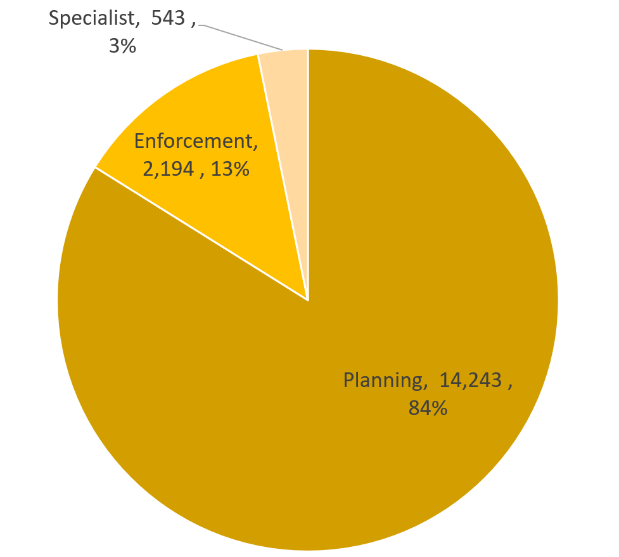 Specialist,  543 ,
3%
Enforcement,
2,194 , 13%
Planning,  14,243 ,
84%